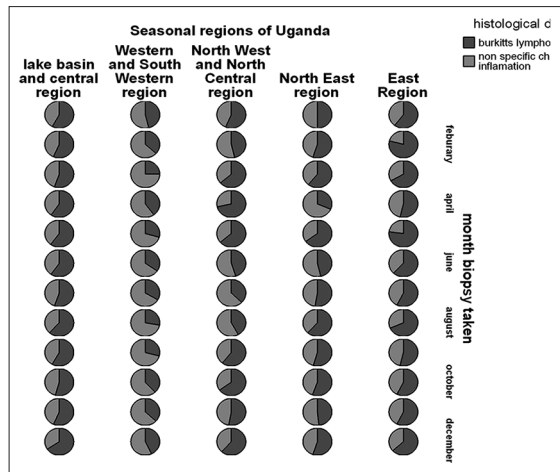 Seasonal regions of Uganda
histological d
burkitts lympho
non specific ch
inflamation
lake basin
and central
region
Western
and South
Western
region
North West
and North
Central
region
North East
region
East
Region
feburary
april
june
august
october
december
month biopsy taken